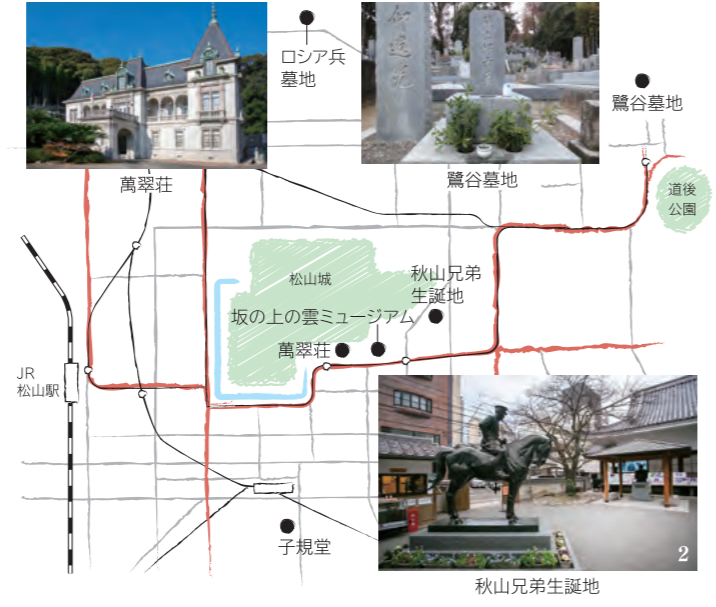 ロシア兵
墓地
鷺谷墓地
萬翠荘
鷺谷墓地
道後
公園
松山城
秋山兄弟
生誕地
坂の上の雲ミュージアム
萬翠荘
JR
松山駅
子規堂
2
秋山兄弟生誕地